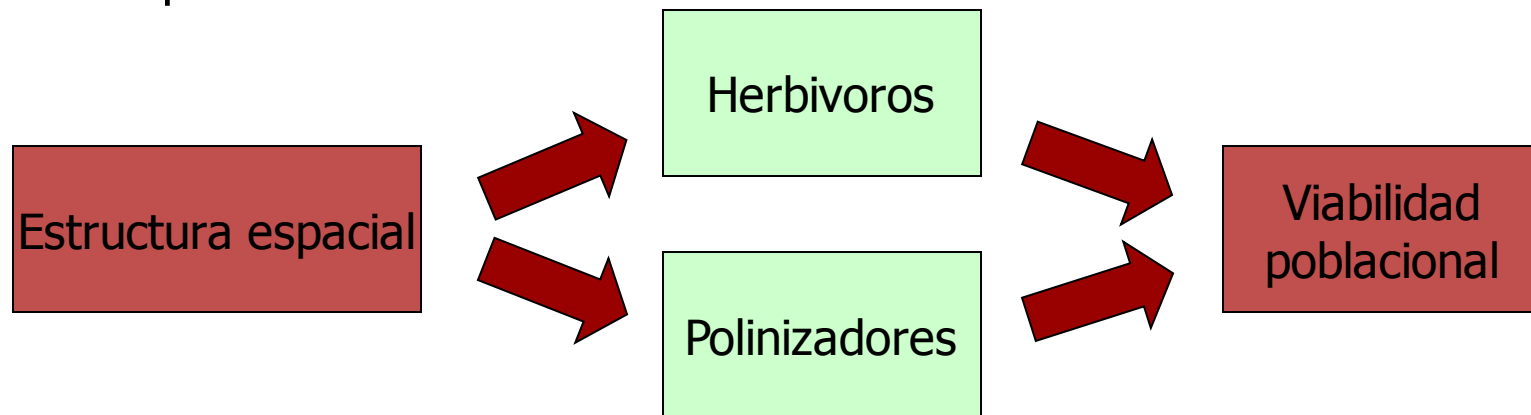 Herbivoros
Estructura espacial
Polinizadores
Viabilidad
poblacional